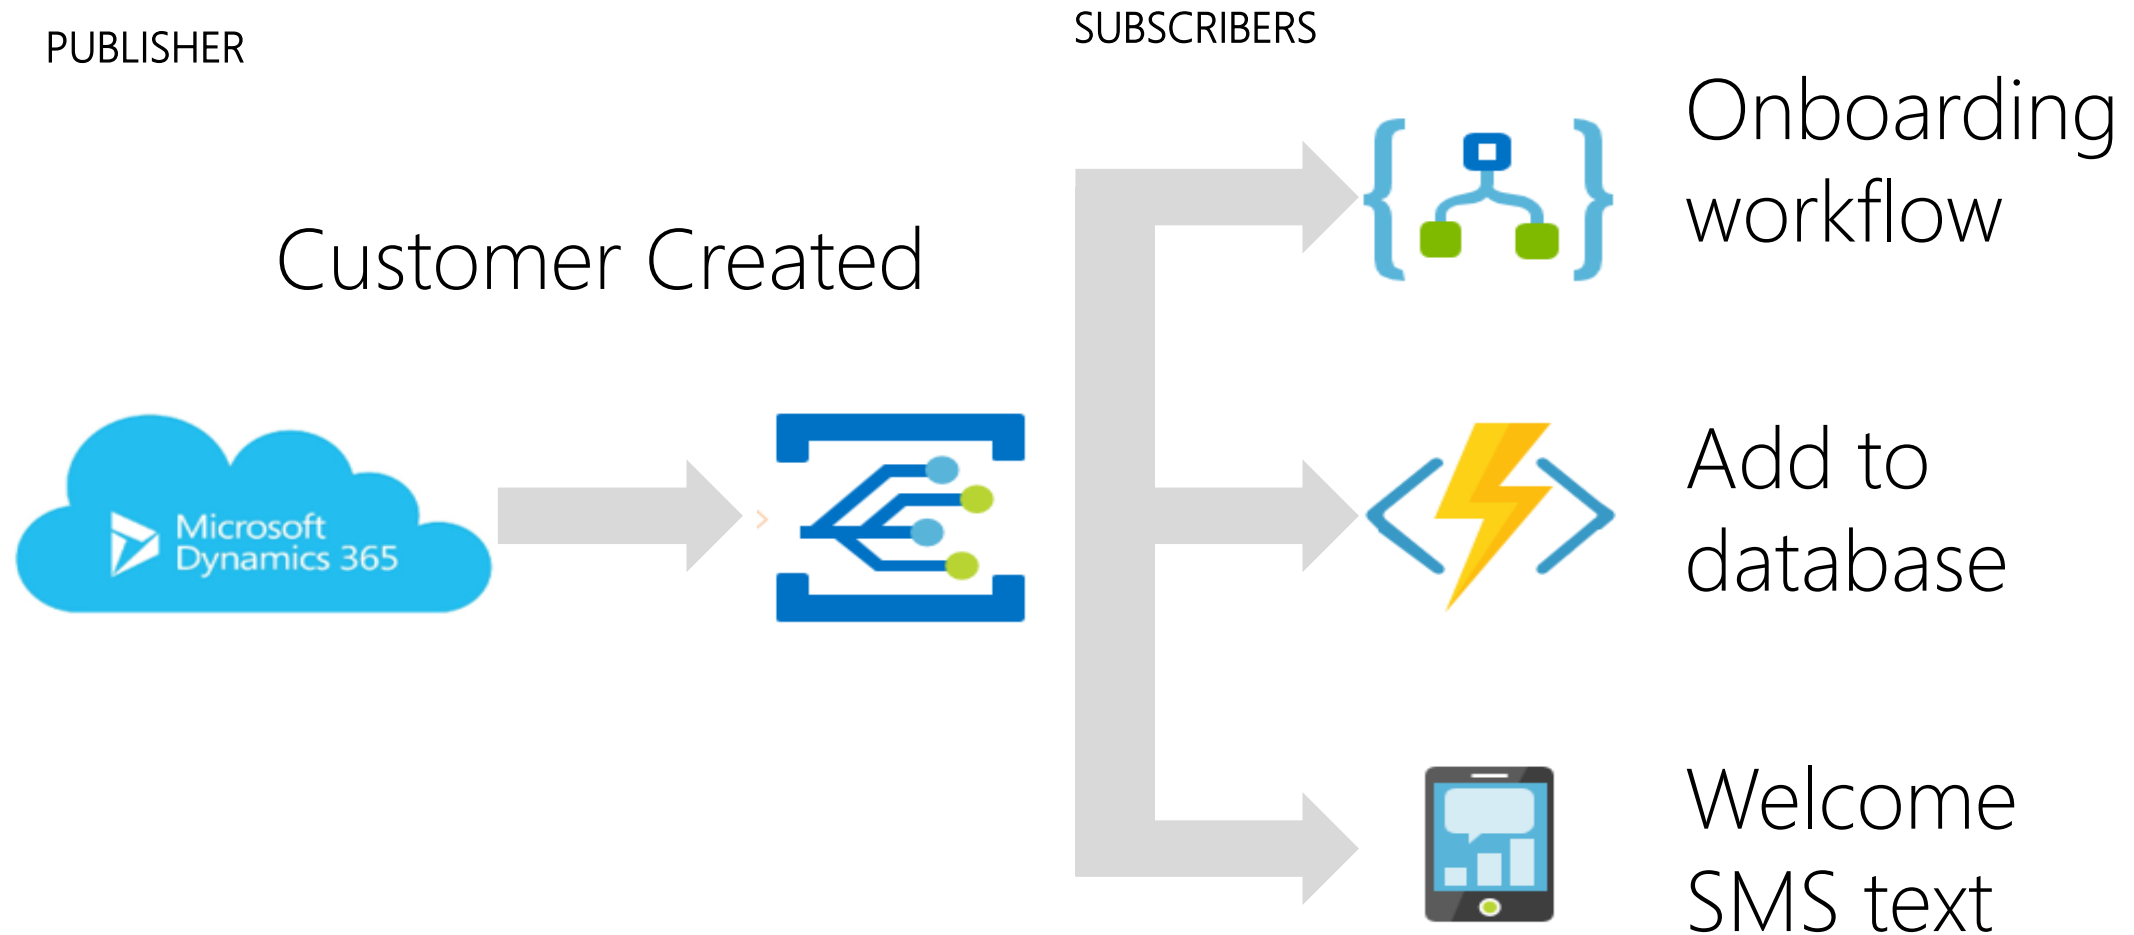 PUBLISHER
SUBSCRIBERS
Customer Created
Microsoft
Dynamics 365
Onboarding
workflow
Add to
database
Welcome
SMS text